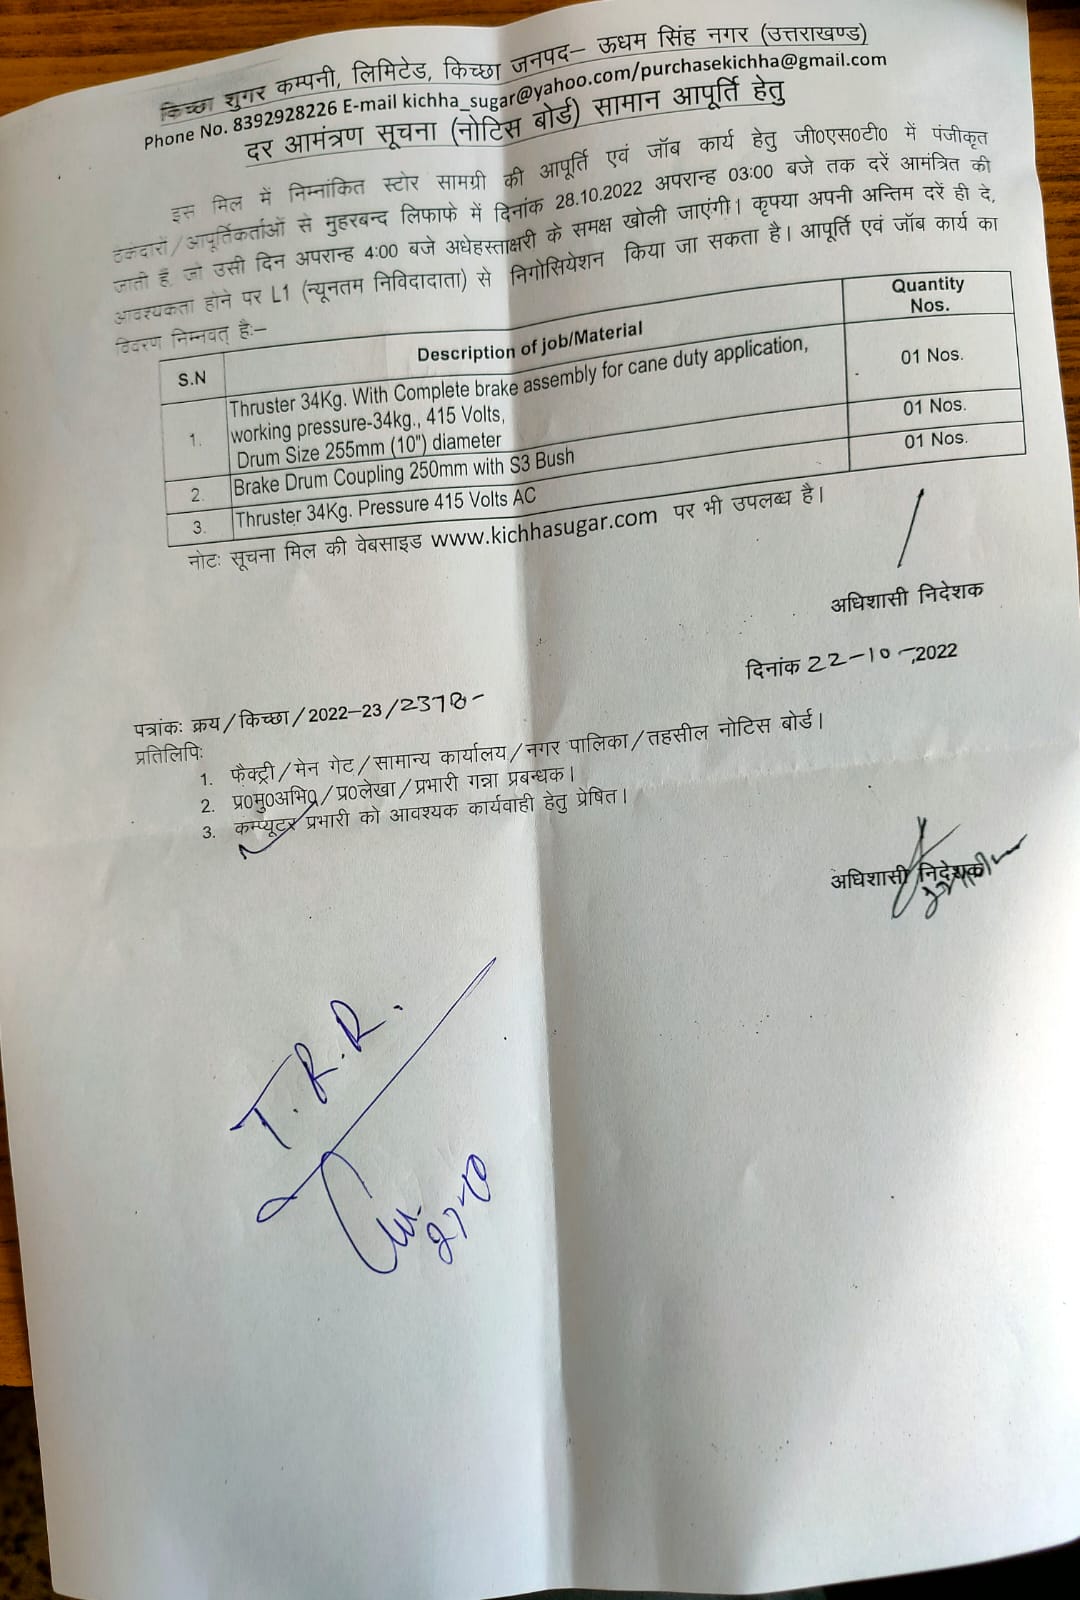 किच्छा शुगर कम्पनी, लिमिटेड, किच्छा जनपद– ऊधम सिंह नगर (उत्तराखण्ड)
Phone No. 8392928226 E-mail kichha_sugar@yahoo.com/purchasekichha@gmail.com
दर आमंत्रण सूचना (नोटिस बोर्ड) सामान आपूर्ति हेतु
इस मिल में निम्नांकित स्टोर सामग्री की आपूर्ति एवं जॉब कार्य हेतु जी0एस0टी0 में पंजीकृत
ठेकेदारों/आपूर्तिकर्ताओं से मुहरबन्द लिफाफे में दिनांक 28.10.2022 अपरान्ह 03:00 बजे तक दरें आमंत्रित की
जाती हैं, जो उसी दिन अपरान्ह 4:00 बजे अधेहस्ताक्षरी के समक्ष खोली जाएंगी। कृपया अपनी अन्तिम दरें ही दे,
आवश्यकता होने पर L1 (न्यूनतम निविदादाता) से निगोसियेशन किया जा सकता है। आपूर्ति एवं जॉब कार्य का
विवरण निम्नवत् है:–
S.N Description of job/Material Quantity Nos.
1. Thruster 34Kg. With Complete brake assembly for cane duty application, 01 Nos.
working pressure-34kg., 415 Volts,
Drum Size 255mm (10") diameter
2. Brake Drum Coupling 250mm with S3 Bush 01 Nos.
3. Thruster 34Kg. Pressure 415 Volts AC 01 Nos.
नोट: सूचना मिल की वेबसाइड www.kichhasugar.com पर भी उपलब्ध है।
अधिशासी निदेशक
दिनांक 22-10-,2022
पत्रांक: क्रय/किच्छा/2022–23/2378-
प्रतिलिपि:
1. फैक्ट्री/मेन गेट/सामान्य कार्यालय/नगर पालिका/तहसील नोटिस बोर्ड।
2. प्र0मु0अभि0/प्र0लेखा/प्रभारी गन्ना प्रबन्धक।
3. कम्प्यूटर प्रभारी को आवश्यक कार्यवाही हेतु प्रेषित।
अधिशासी निदेशक
T.R.R.